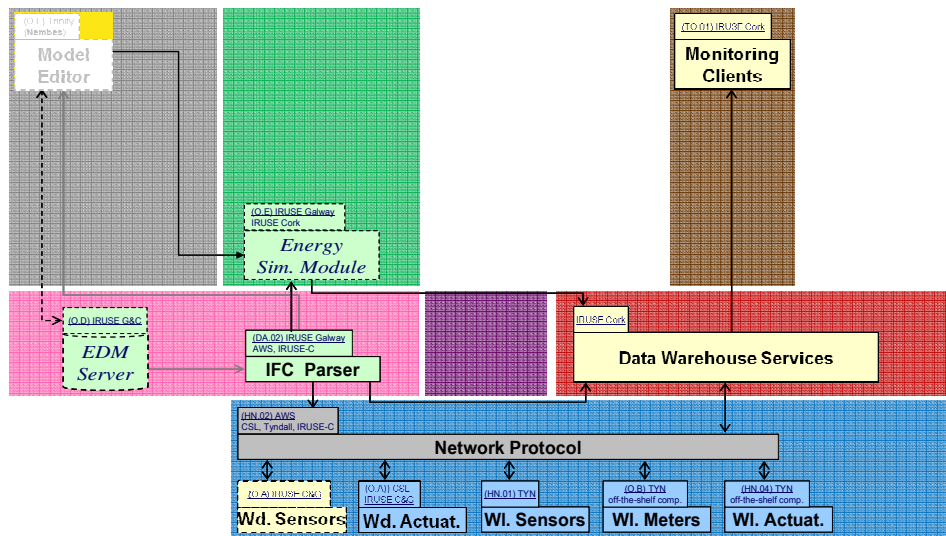 (O.F) Trinity
(Nembes)
Model
Editor
(TO.01) IRUSE Cork
Monitoring
Clients
(O.E) IRUSE Galway
IRUSE Cork
Energy
Sim. Module
(O.D) IRUSE G&C
EDM
Server
(DA.02) IRUSE Galway
AWS, IRUSE-C
IFC Parser
IRUSE Cork
Data Warehouse Services
(HN.02) AWS
CSL, Tyndall, IRUSE-C
Network Protocol
(O.A) IRUSE C&G
Wd. Sensors
(O.A)) CSL
IRUSE C&G
Wd. Actuat.
(HN.01) TYN
Wl. Sensors
(O.B) TYN
off-the-shelf comp.
Wl. Meters
(HN.04) TYN
off-the-shelf comp.
Wl. Actuat.